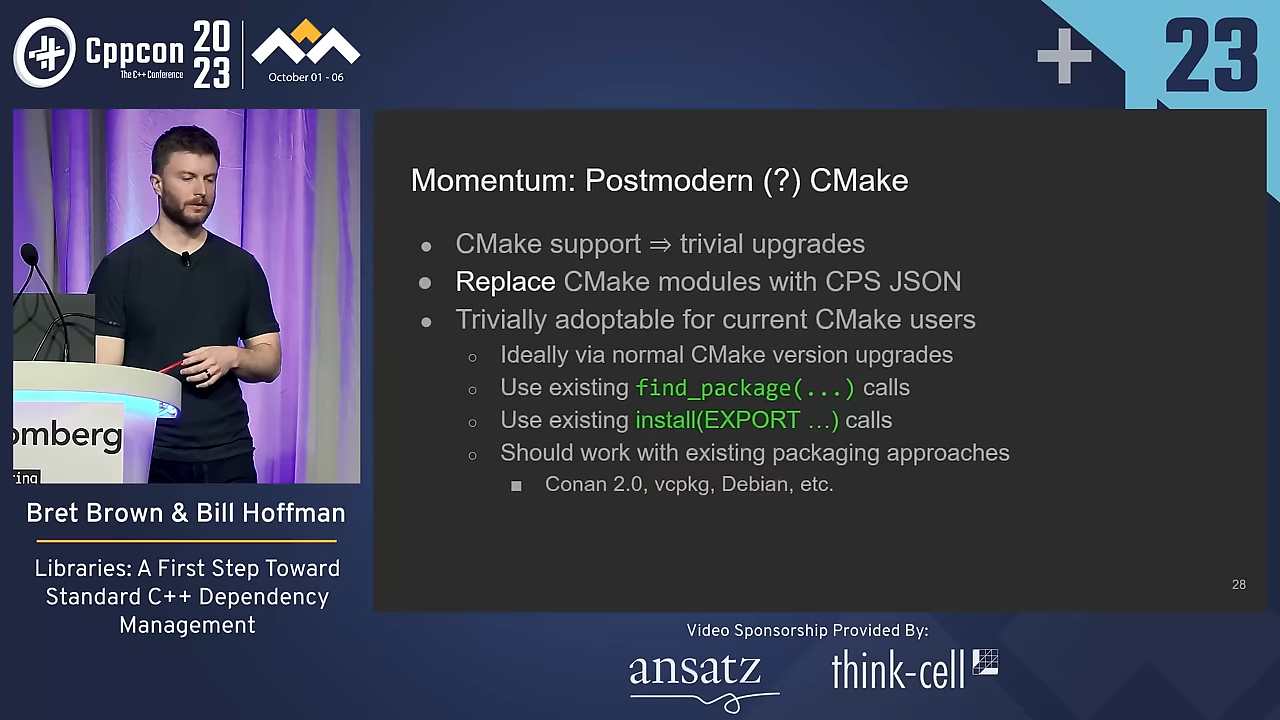 Cppcon
The C++ Conference
20
23
October 01 - 06
23
Momentum: Postmodern (?) CMake
● CMake support ⇒ trivial upgrades
● Replace CMake modules with CPS JSON
● Trivially adoptable for current CMake users
○ Ideally via normal CMake version upgrades
○ Use existing find_package(...) calls
○ Use existing install(EXPORT ...) calls
○ Should work with existing packaging approaches
■ Conan 2.0, vcpkg, Debian, etc.
28
omberg
ring
Bret Brown & Bill Hoffman
Libraries: A First Step Toward
Standard C++ Dependency
Management
Video Sponsorship Provided By:
ansatz
think-cell